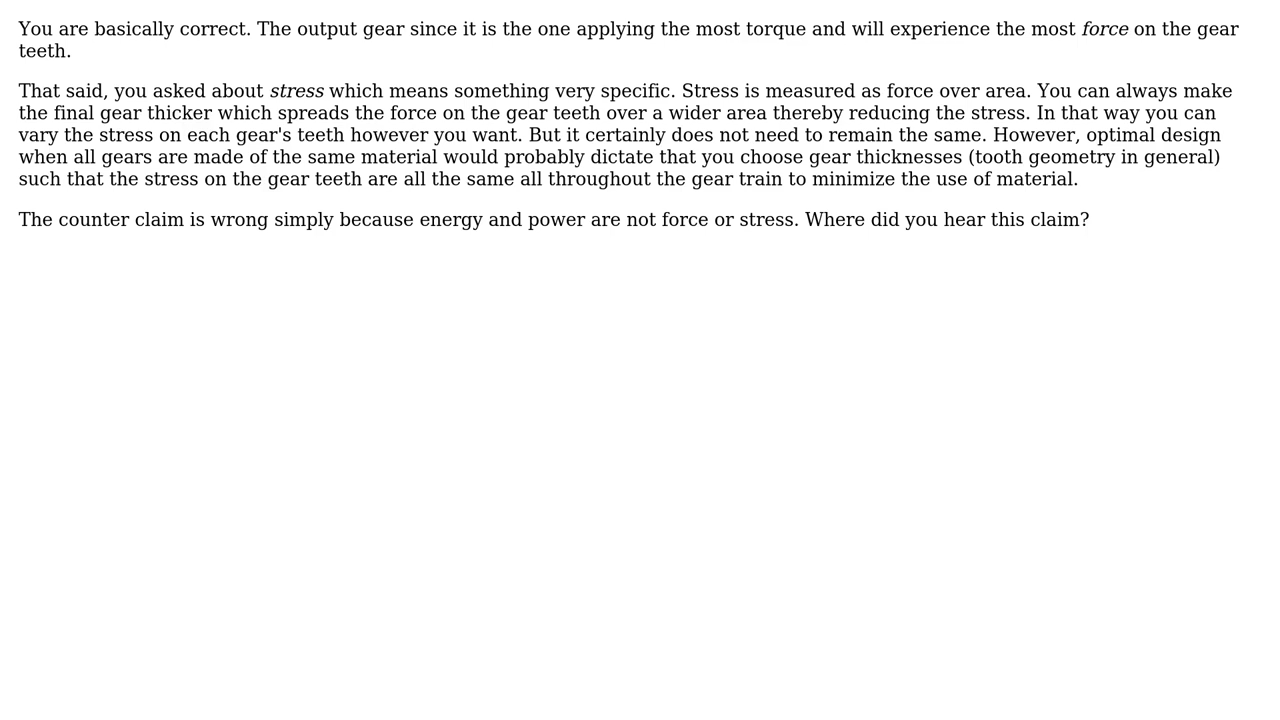 You are basically correct. The output gear since it is the one applying the most torque and will experience the most force on the gear
teeth.
That said, you asked about stress which means something very specific. Stress is measured as force over area. You can always make
the final gear thicker which spreads the force on the gear teeth over a wider area thereby reducing the stress. In that way you can
vary the stress on each gear's teeth however you want. But it certainly does not need to remain the same. However, optimal design
when all gears are made of the same material would probably dictate that you choose gear thicknesses (tooth geometry in general)
such that the stress on the gear teeth are all the same all throughout the gear train to minimize the use of material.
The counter claim is wrong simply because energy and power are not force or stress. Where did you hear this claim?